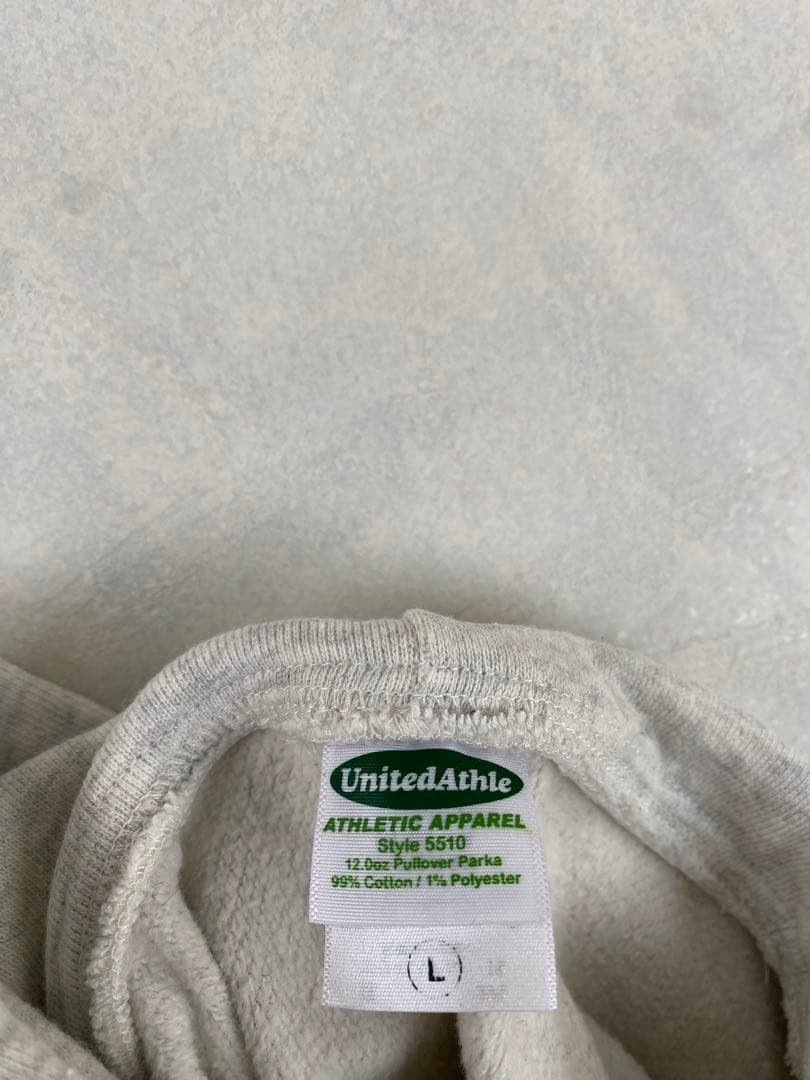 UnitedAthle
ATHLETIC APPAREL
Style 5510
12.0oz Pullover Parka
99% Cotton / 1% Polyester
L